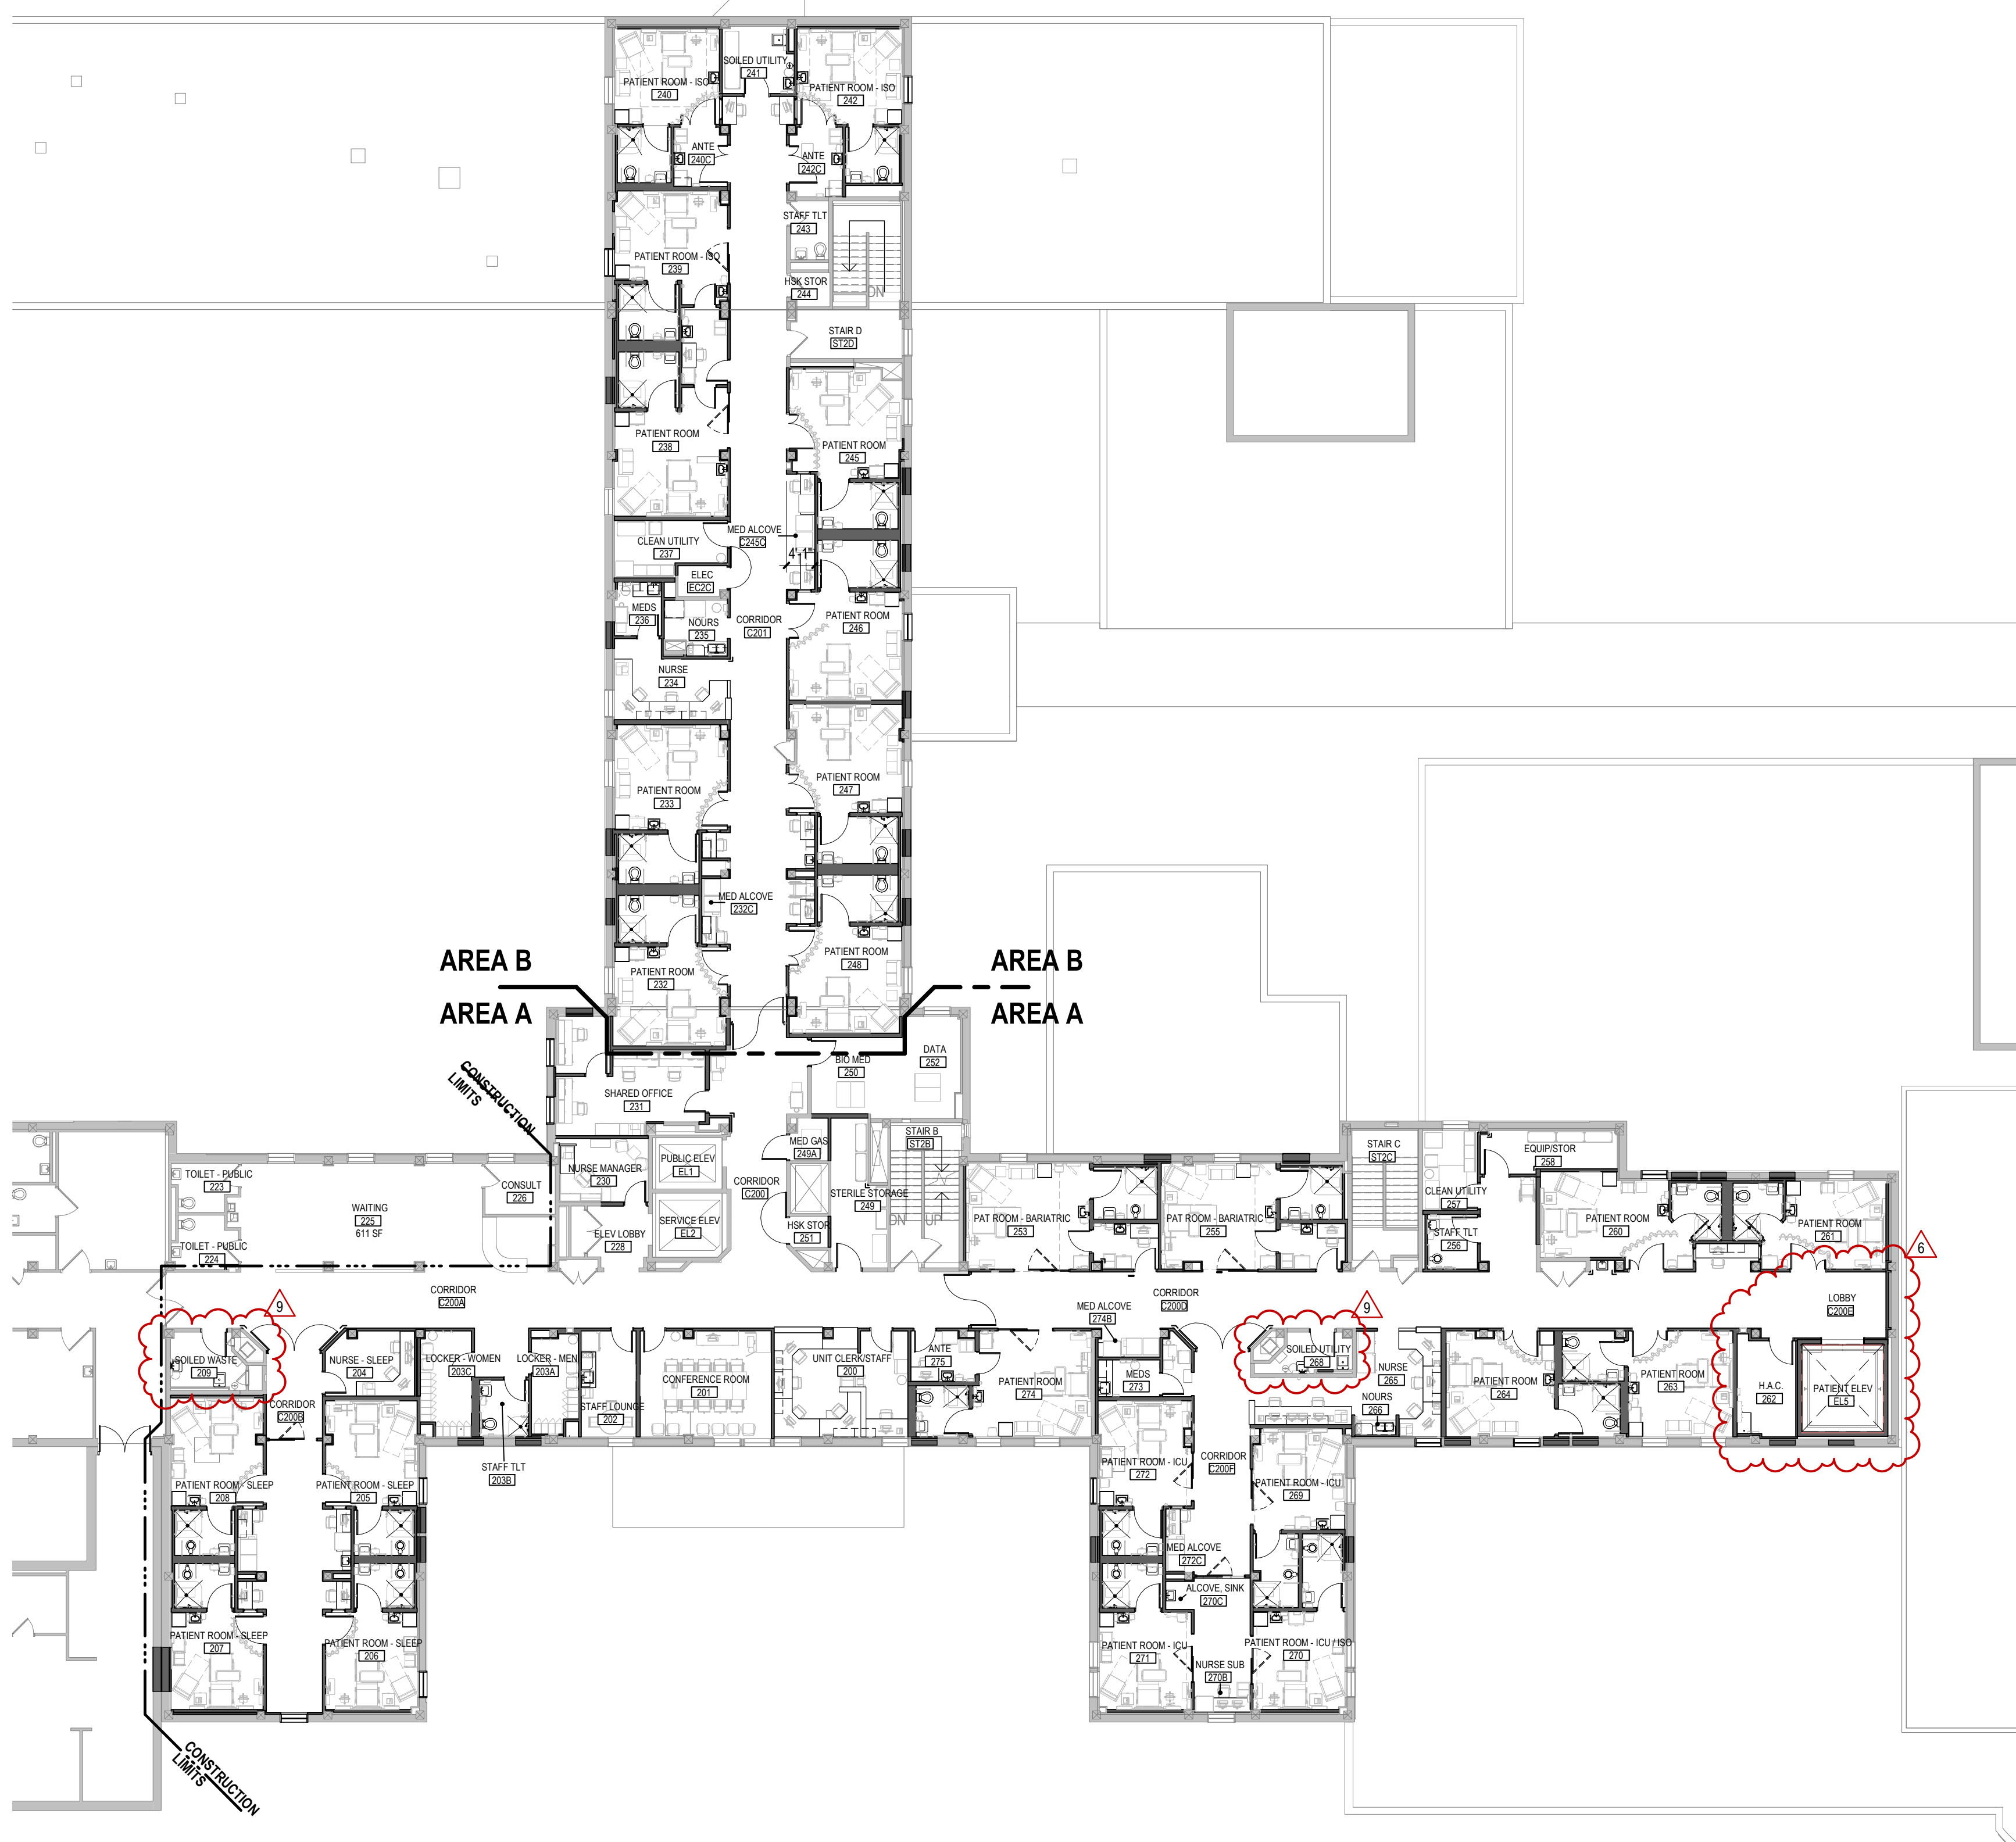 PATIENT ROOM - ISO
240
SOILED UTILITY
241
PATIENT ROOM - ISO
242
ANTE
240C
ANTE
242C
STAFF TLT
243
PATIENT ROOM - ISO
239
HSK STOR
244
DN
STAIR D
ST2D
PATIENT ROOM
238
PATIENT ROOM
245
MED ALCOVE
C245C
4'-1"
CLEAN UTILITY
237
ELEC
EC2C
MEDS
236
NOURS
235
CORRIDOR
C201
PATIENT ROOM
246
NURSE
234
PATIENT ROOM
233
PATIENT ROOM
247
MED ALCOVE
232C
PATIENT ROOM
232
PATIENT ROOM
248
AREA B
AREA A
AREA B
AREA A
CONSTRUCTION
LIMITS
BIO MED
250
DATA
252
SHARED OFFICE
231
MED GAS
249A
STAIR B
ST2B
NURSE MANAGER
230
PUBLIC ELEV
EL1
CORRIDOR
C200
STERILE STORAGE
249
SERVICE ELEV
EL2
ELEV LOBBY
228
HSK STOR
251
DN
UP
TOILET - PUBLIC
223
WAITING
225
611 SF
CONSULT
226
TOILET - PUBLIC
224
PAT ROOM - BARIATRIC
253
PAT ROOM - BARIATRIC
255
STAIR C
ST2C
EQUIP/STOR
258
CLEAN UTILITY
257
STAFF TLT
256
PATIENT ROOM
260
PATIENT ROOM
261
6
LOBBY
C200E
CORRIDOR
C200A
9
CORRIDOR
C200D
MED ALCOVE
274B
9
SOILED WASTE
209
NURSE - SLEEP
204
LOCKER - WOMEN
203C
LOCKER - MEN
203A
STAFF LOUNGE
202
CONFERENCE ROOM
201
UNIT CLERK/STAFF
200
ANTE
275
PATIENT ROOM
274
MEDS
273
SOILED UTILITY
268
NURSE
265
NOURS
266
PATIENT ROOM
264
PATIENT ROOM
263
H.A.C.
262
PATIENT ELEV
EL5
CORRIDOR
C200B
STAFF TLT
203B
PATIENT ROOM - SLEEP
208
PATIENT ROOM - SLEEP
205
PATIENT ROOM - ICU
272
CORRIDOR
C200F
PATIENT ROOM - ICU
269
MED ALCOVE
272C
ALCOVE, SINK
270C
PATIENT ROOM - SLEEP
207
PATIENT ROOM - SLEEP
206
PATIENT ROOM - ICU
271
NURSE SUB
270B
PATIENT ROOM - ICU / ISO
270
CONSTRUCTION
LIMITS